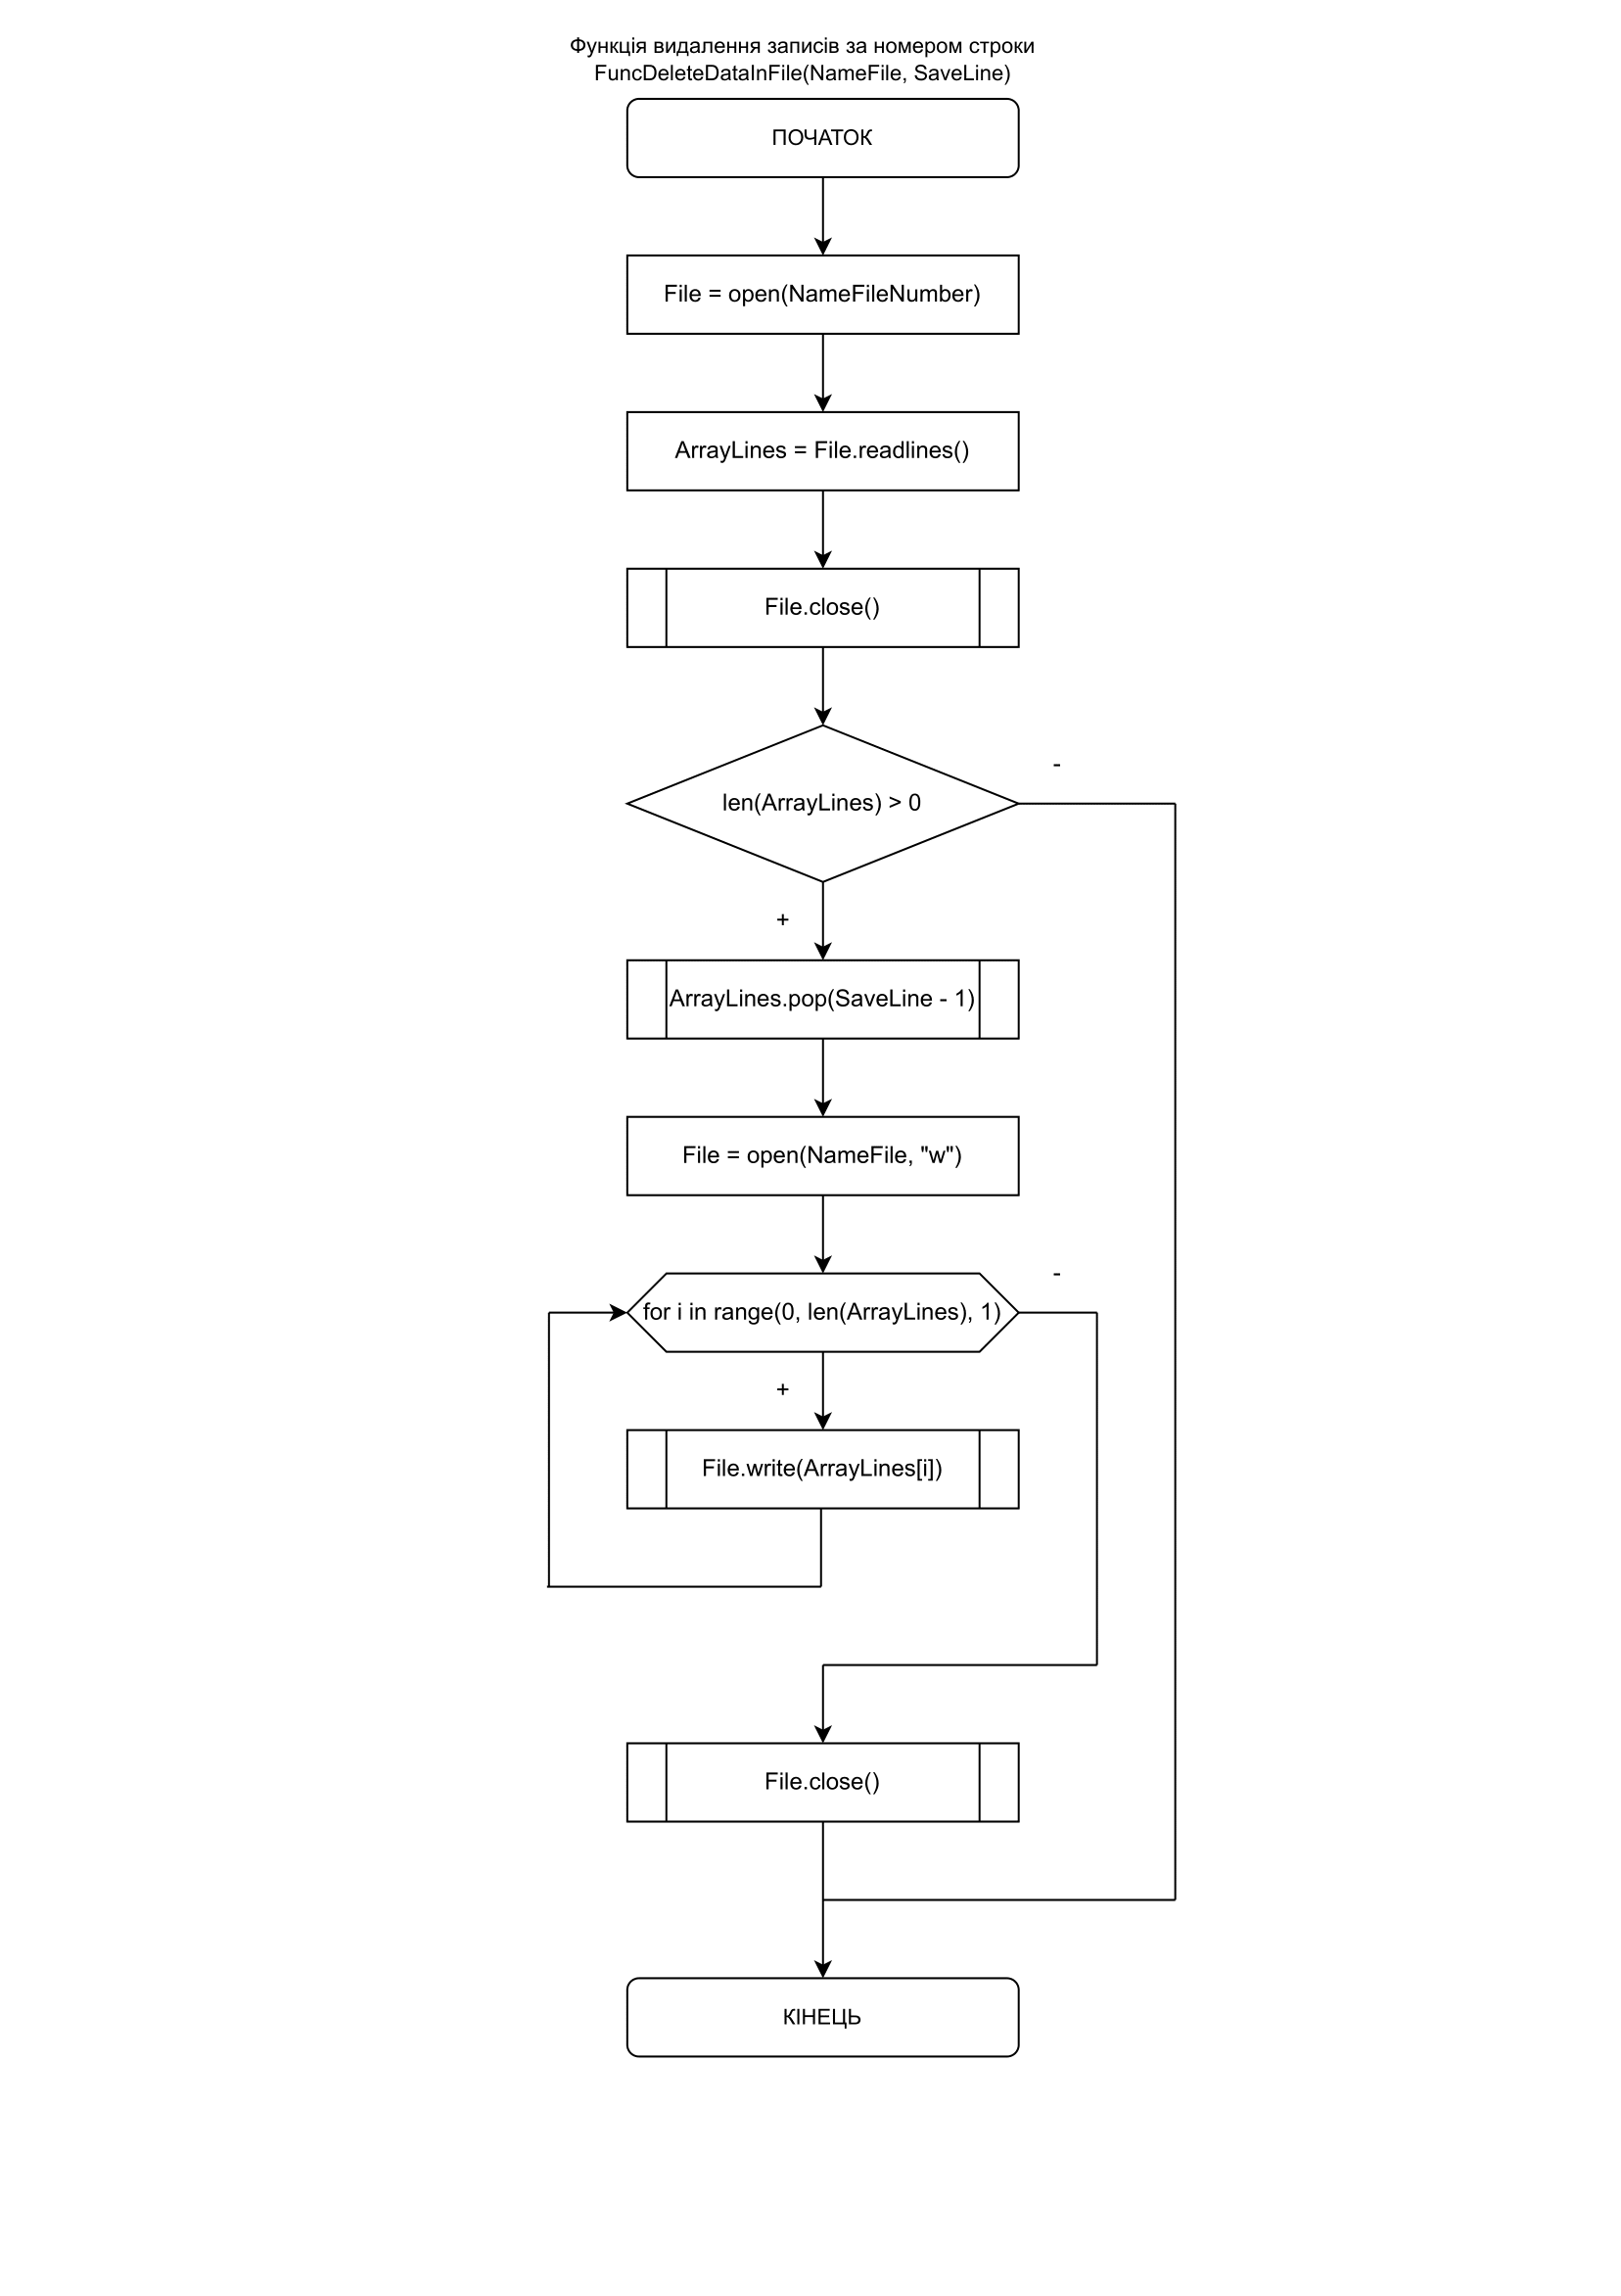 Функція видалення записів за номером строки
FuncDeleteDataInFile(NameFile, SaveLine)
ПОЧАТОК
File = open(NameFileNumber)
ArrayLines = File.readlines()
File.close()
-
len(ArrayLines) > 0
+
ArrayLines.pop(SaveLine - 1)
File = open(NameFile, "w")
-
for i in range(0, len(ArrayLines), 1)
+
File.write(ArrayLines[i])
File.close()
КІНЕЦЬ